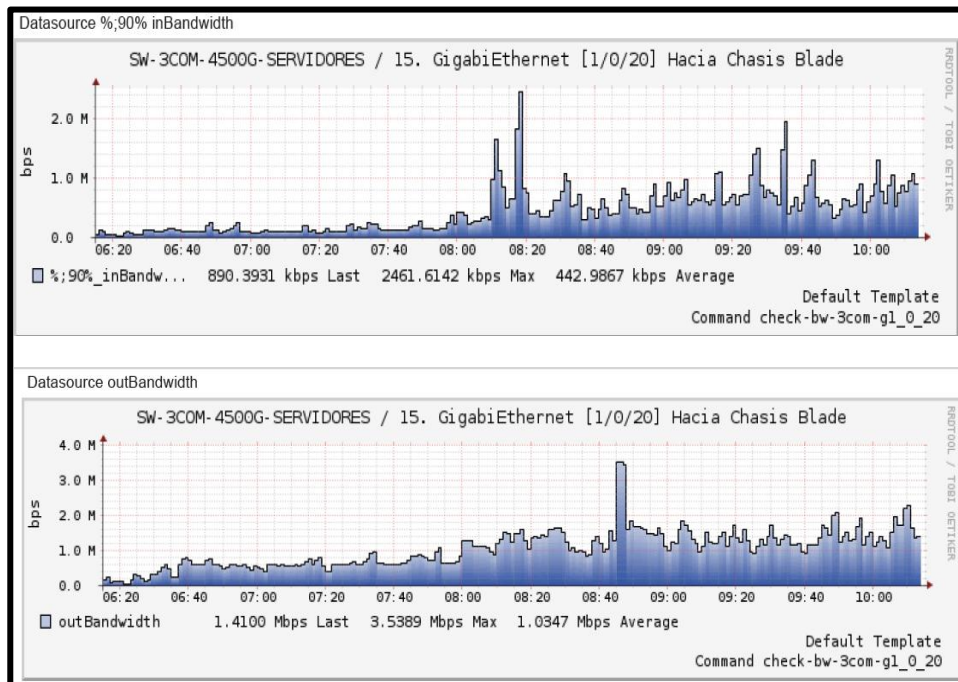 Datasource %;90% inBandwidth
SW-3COM-4500G-SERVIDORES / 15. GigabiEthernet [1/0/20] Hacia Chasis Blade
RRDTOOL / TOBI OETIKER
bps
2.0 M
1.0 M
0.0
06:20 06:40 07:00 07:20 07:40 08:00 08:20 08:40 09:00 09:20 09:40 10:00
%;90%_inBandw... 890.3931 kbps Last 2461.6142 kbps Max 442.9867 kbps Average
Default Template
Command check-bw-3com-g1_0_20
Datasource outBandwidth
SW-3COM-4500G-SERVIDORES / 15. GigabiEthernet [1/0/20] Hacia Chasis Blade
RRDTOOL / TOBI OETIKER
bps
4.0 M
3.0 M
2.0 M
1.0 M
0.0
06:20 06:40 07:00 07:20 07:40 08:00 08:20 08:40 09:00 09:20 09:40 10:00
outBandwidth 1.4100 Mbps Last 3.5389 Mbps Max 1.0347 Mbps Average
Default Template
Command check-bw-3com-g1_0_20